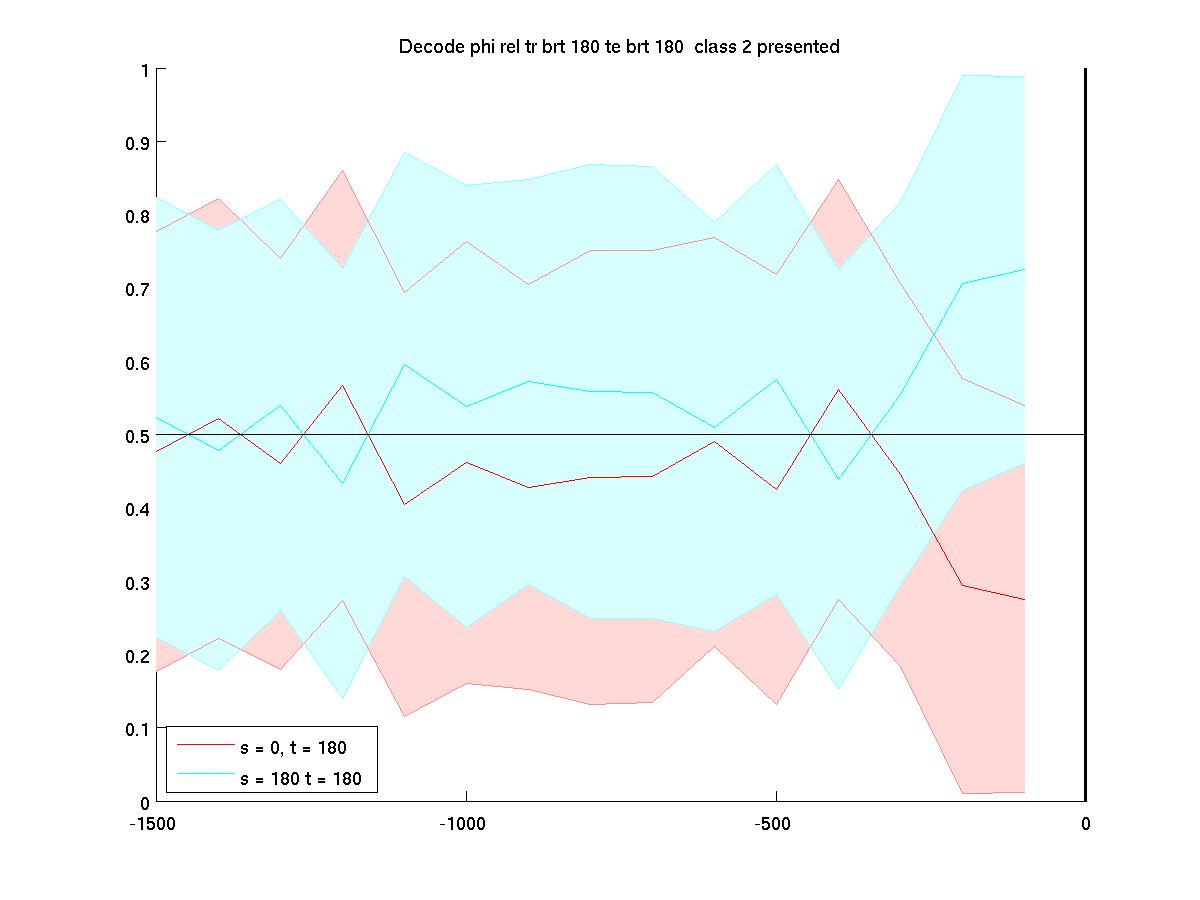 Decode phi rel tr brt 180 te brt 180  class 2 presented
1
0.9
0.8
0.7
0.6
0.5
0.4
0.3
0.2
0.1
0
s = 0, t = 180
s = 180 t = 180
-1500 -1000 -500 0